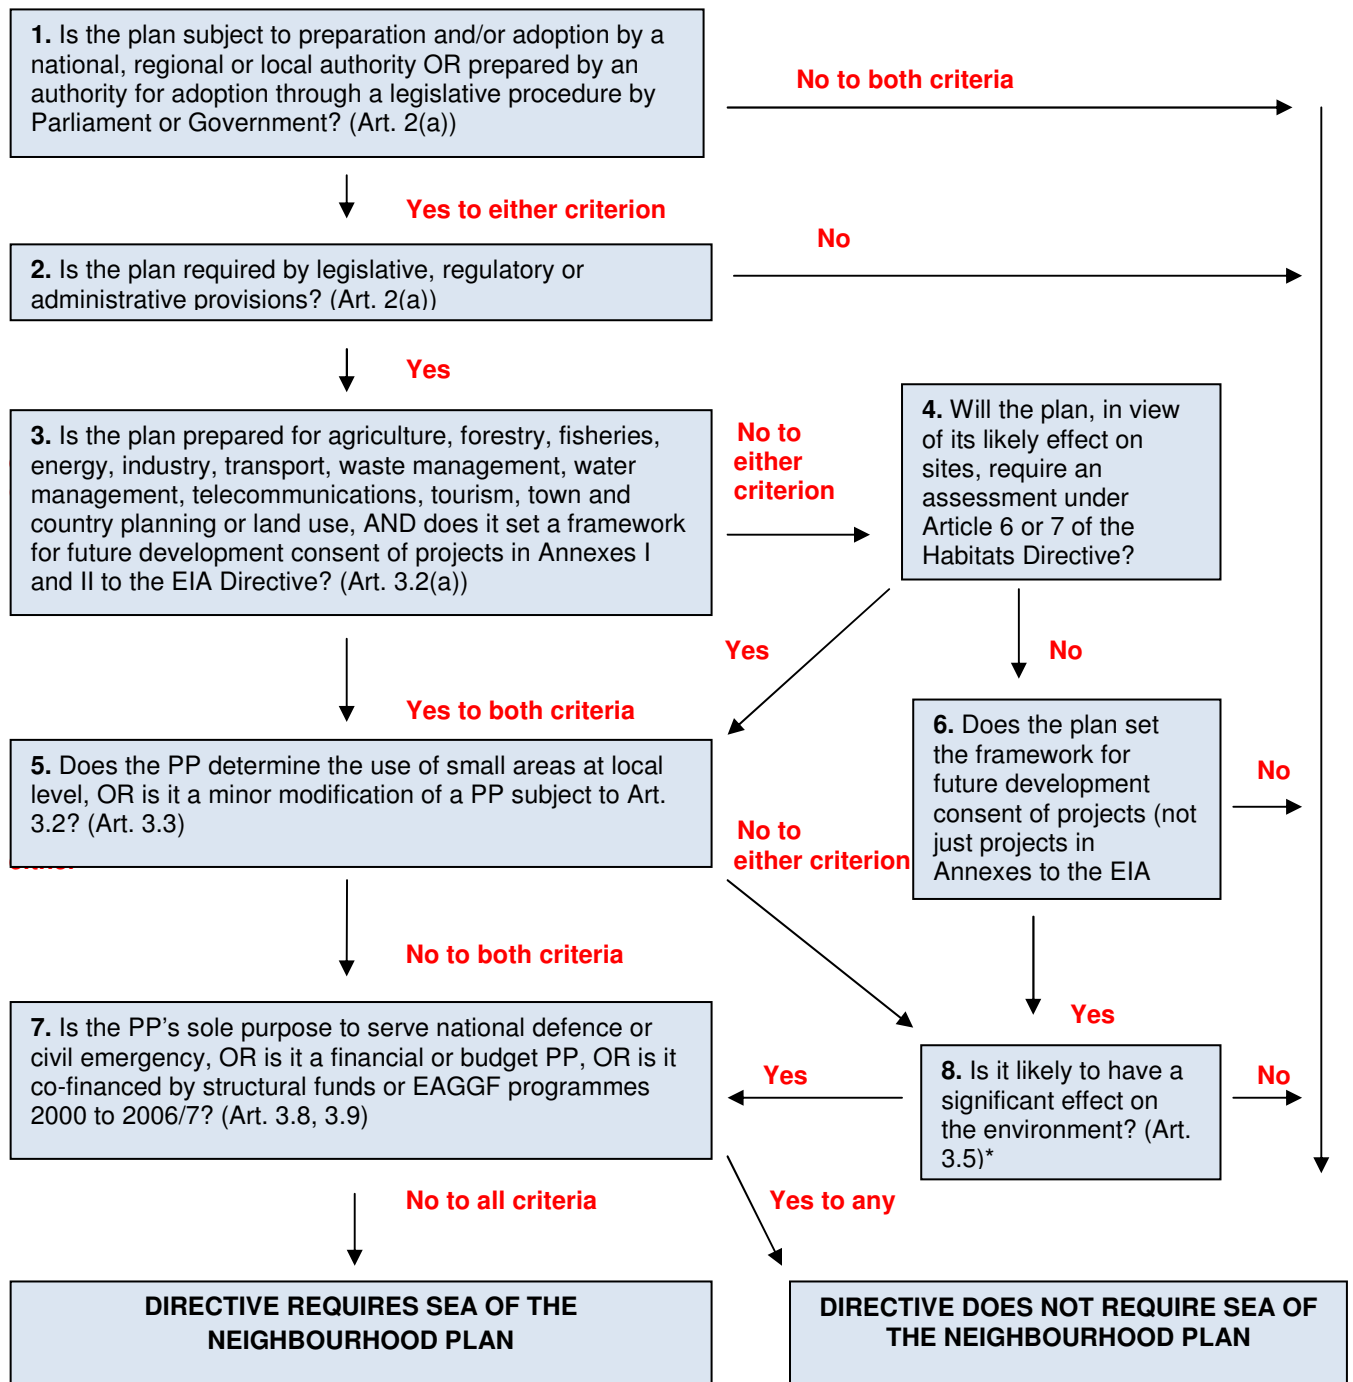 1. Is the plan subject to preparation and/or adoption by a
national, regional or local authority OR prepared by an
authority for adoption through a legislative procedure by
Parliament or Government? (Art. 2(a))
No to both criteria
Yes to either criterion
No
2. Is the plan required by legislative, regulatory or
administrative provisions? (Art. 2(a))
Yes
3. Is the plan prepared for agriculture, forestry, fisheries,
energy, industry, transport, waste management, water
management, telecommunications, tourism, town and
country planning or land use, AND does it set a framework
for future development consent of projects in Annexes I
and II to the EIA Directive? (Art. 3.2(a))
No to
either
criterion
4. Will the plan, in view
of its likely effect on
sites, require an
assessment under
Article 6 or 7 of the
Habitats Directive?
Yes
No
Yes to both criteria
5. Does the PP determine the use of small areas at local
level, OR is it a minor modification of a PP subject to Art.
3.2? (Art. 3.3)
No to
either criterion
6. Does the plan set
the framework for
future development
consent of projects (not
just projects in
Annexes to the EIA
No
No to both criteria
Yes
7. Is the PP's sole purpose to serve national defence or
civil emergency, OR is it a financial or budget PP, OR is it
co-financed by structural funds or EAGGF programmes
2000 to 2006/7? (Art. 3.8, 3.9)
Yes
8. Is it likely to have a
significant effect on
the environment? (Art.
3.5)*
No
No to all criteria
Yes to any
DIRECTIVE REQUIRES SEA OF THE
NEIGHBOURHOOD PLAN
DIRECTIVE DOES NOT REQUIRE SEA OF
THE NEIGHBOURHOOD PLAN